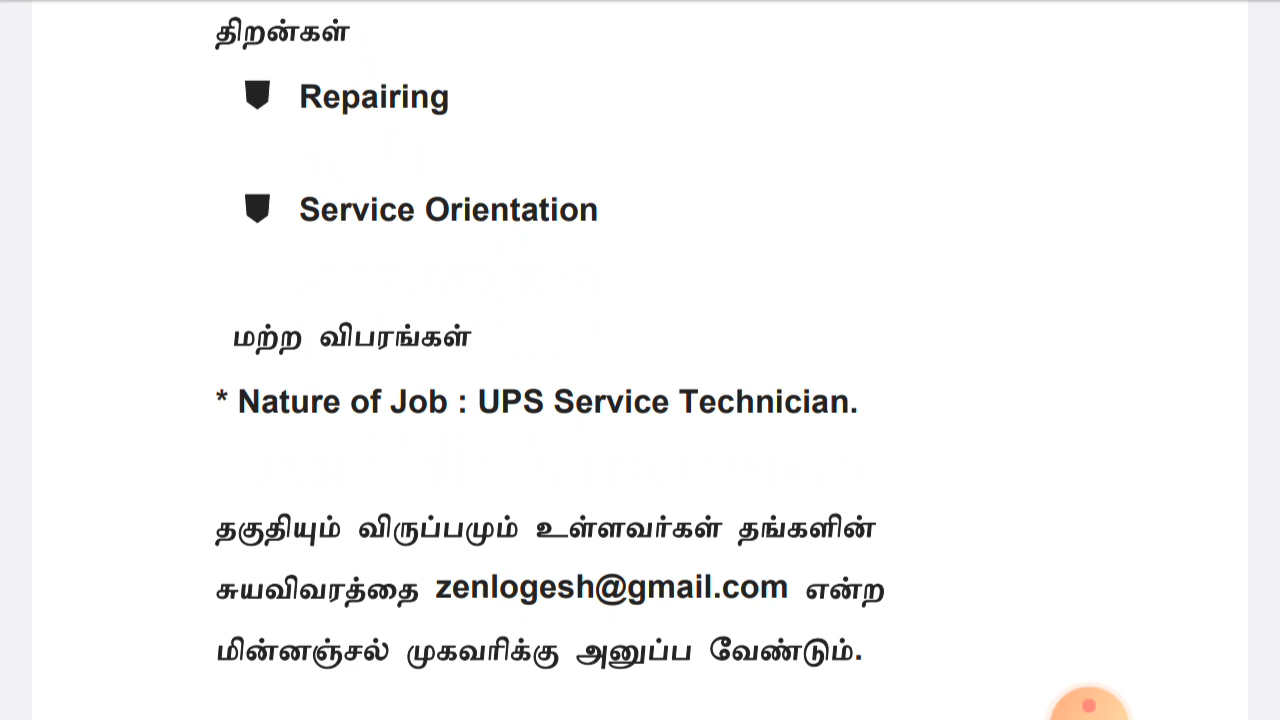 திறன்கள்
Repairing
Service Orientation
மற்ற விபரங்கள்
* Nature of Job : UPS Service Technician.
தகுதியும் விருப்பமும் உள்ளவர்கள் தங்களின்
சுயவிவரத்தை zenlogesh@gmail.com என்ற
மின்னஞ்சல் முகவரிக்கு அனுப்ப வேண்டும்.